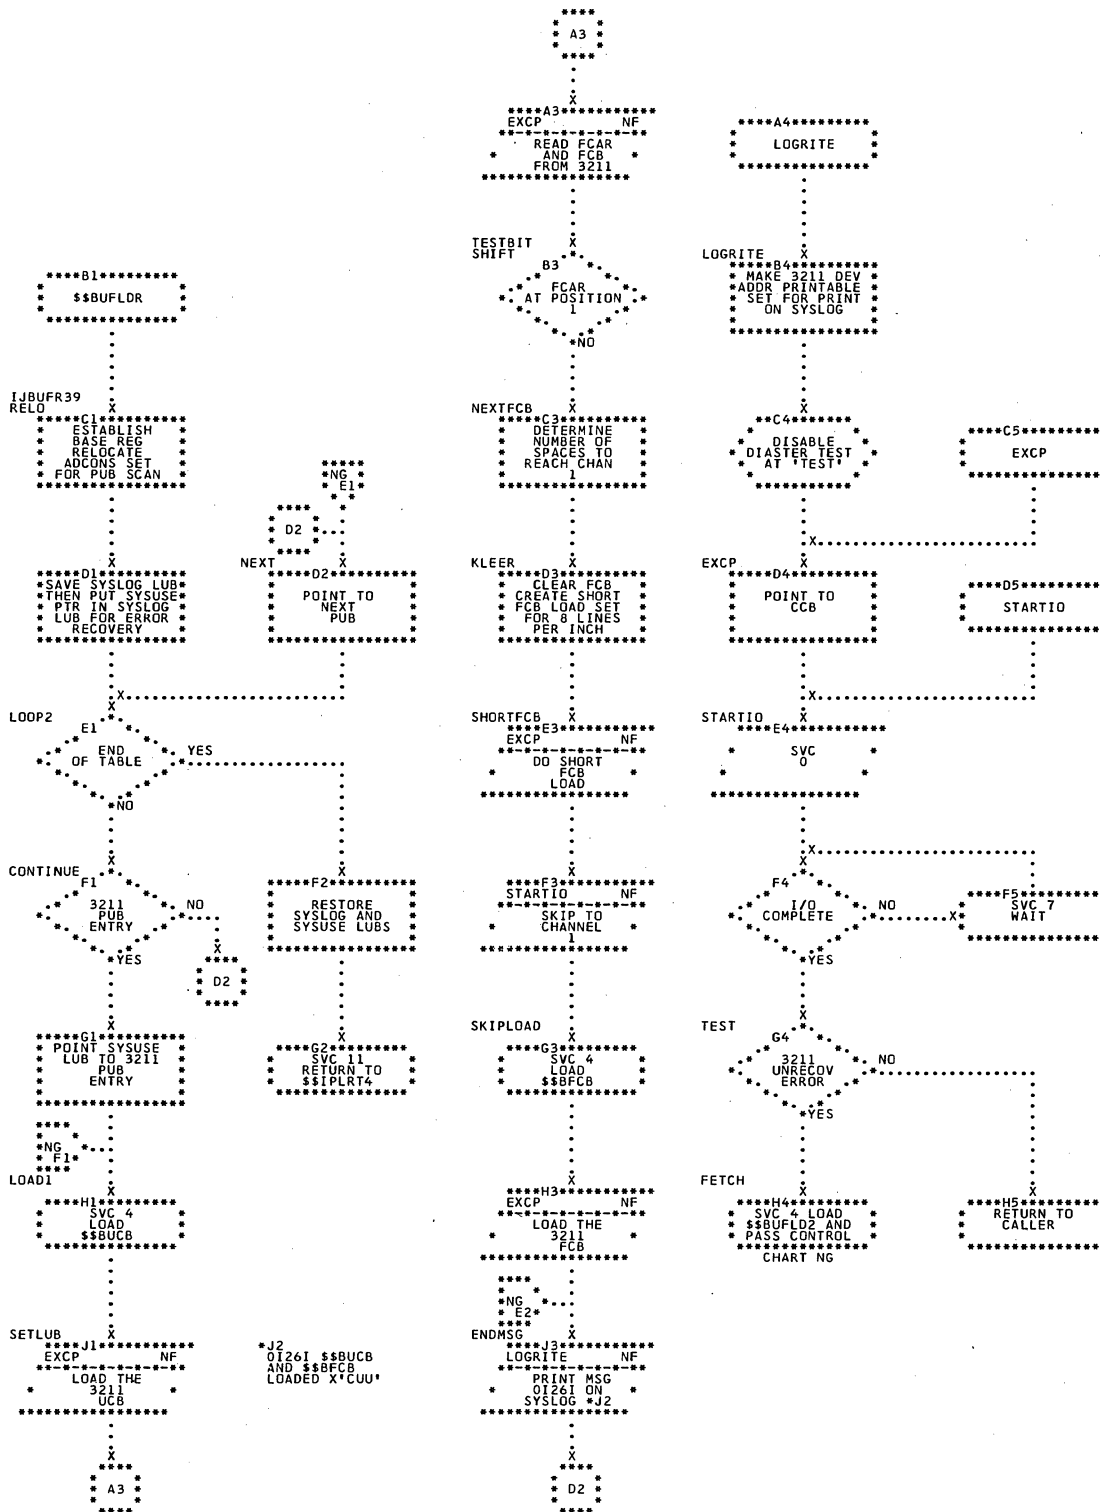 A3
A3
EXCP NF
READ FCAR
AND FCB
FROM 3211
A4
LOGRITE
TESTBIT
SHIFT
B3
FCAR
AT POSITION
1
NO
LOGRITE
B4
MAKE 3211 DEV
ADDR PRINTABLE
SET FOR PRINT
ON SYSLOG
B1
$$BUFLDR
IJBUFR39
RELO
C1
ESTABLISH
BASE REG
RELOCATE
ADCONS SET
FOR PUB SCAN
NG
E1
D2
NEXTFCB
C3
DETERMINE
NUMBER OF
SPACES TO
REACH CHAN
1
C4
DISABLE
DIASTER TEST
AT 'TEST'
C5
EXCP
D1
SAVE SYSLOG LUB
THEN PUT SYSUSE
PTR IN SYSLOG
LUB FOR ERROR
RECOVERY
NEXT
D2
POINT TO
NEXT
PUB
KLEER
D3
CLEAR FCB
CREATE SHORT
FCB LOAD SET
FOR 8 LINES
PER INCH
EXCP
D4
POINT TO
CCB
D5
STARTIO
LOOP2
E1
END
OF TABLE
YES
NO
SHORTFCB
E3
EXCP NF
DO SHORT
FCB
LOAD
STARTIO
E4
SVC
0
CONTINUE
F1
3211
PUB
ENTRY
NO
YES
D2
F2
RESTORE
SYSLOG AND
SYSUSE LUBS
F3
STARTIO NF
SKIP TO
CHANNEL
1
F4
I/O
COMPLETE
NO
YES
F5
SVC 7
WAIT
G1
POINT SYSUSE
LUB TO 3211
PUB
ENTRY
G2
SVC 11
RETURN TO
$$IPLRT4
SKIPLOAD
G3
SVC 4
LOAD
$$BFCB
TEST
G4
3211
UNRECOV
ERROR
NO
YES
NG
F1
LOAD1
H1
SVC 4
LOAD
$$BUCB
H3
EXCP NF
LOAD THE
3211
FCB
FETCH
H4
SVC 4 LOAD
$$BUFLD2 AND
PASS CONTROL
CHART NG
H5
RETURN TO
CALLER
NG
E2
SETLUB
J1
EXCP NF
LOAD THE
3211
UCB
*J2
0I26I $$BUCB
AND $$BFCB
LOADED X'CUU'
ENDMSG
J3
LOGRITE NF
PRINT MSG
0I26I ON
SYSLOG *J2
A3
D2